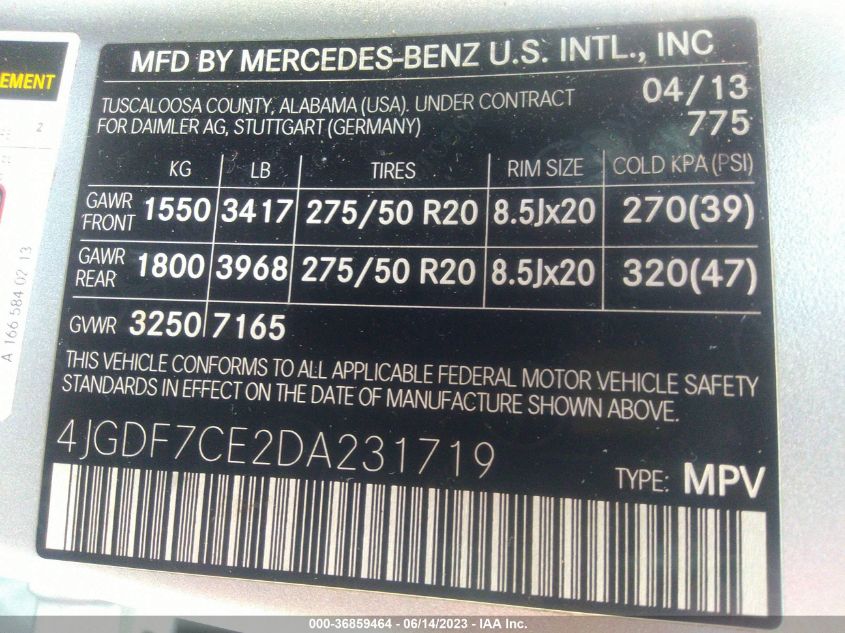 EMENT
2
A 166 584 02 13
MFD BY MERCEDES-BENZ U.S. INTL., INC
TUSCALOOSA COUNTY, ALABAMA (USA). UNDER CONTRACT 04/13
FOR DAIMLER AG, STUTTGART (GERMANY) 775
KG LB TIRES RIM SIZE COLD KPA (PSI)
GAWR FRONT 1550 3417 275/50 R20 8.5Jx20 270(39)
GAWR REAR 1800 3968 275/50 R20 8.5Jx20 320(47)
GVWR 3250 7165
THIS VEHICLE CONFORMS TO ALL APPLICABLE FEDERAL MOTOR VEHICLE SAFETY
STANDARDS IN EFFECT ON THE DATE OF MANUFACTURE SHOWN ABOVE.
4JGDF7CE2DA231719
TYPE: MPV
000-36859464 - 06/14/2023 - IAA Inc.